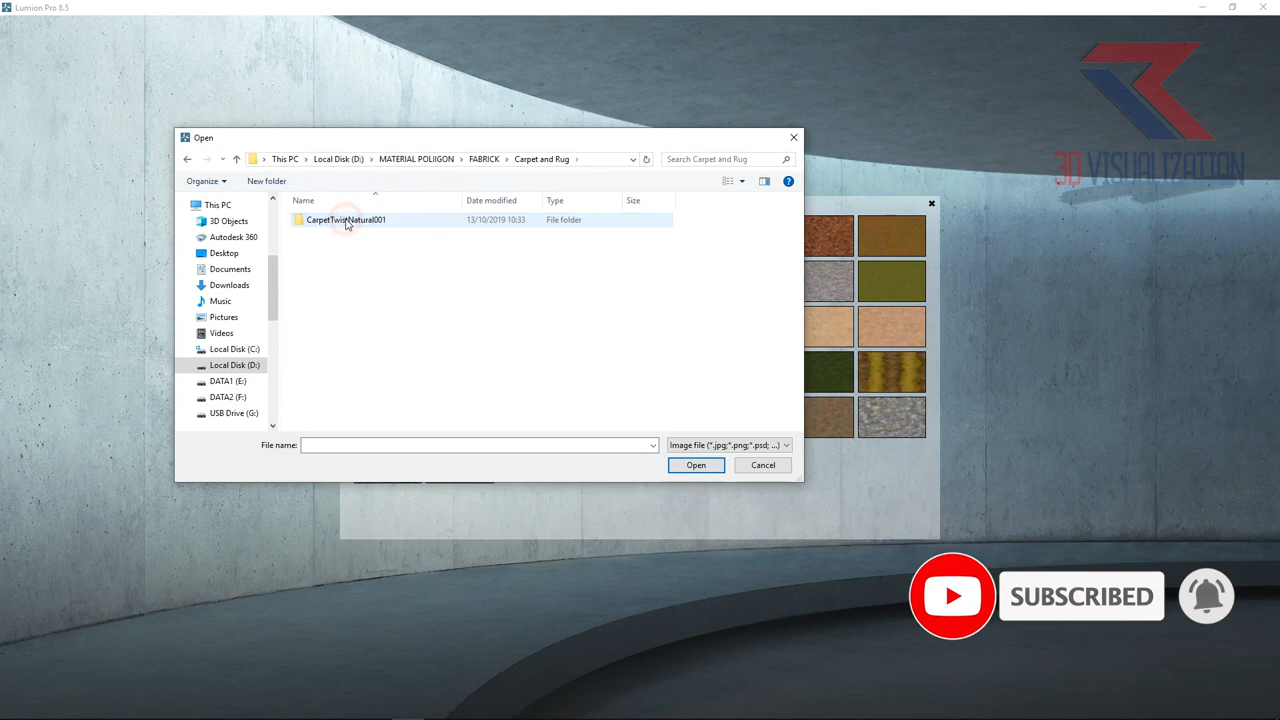 Lumion Pro 8.5
3D VISUALIZATION
Open
This PC
Local Disk (D:)
MATERIAL POLIIGON
FABRICK
Carpet and Rug
Search Carpet and Rug
Organize
New folder
Name
Date modified
Type
Size
CarpetTwistNatural001
13/10/2019 10:33
File folder
This PC
3D Objects
Autodesk 360
Desktop
Documents
Downloads
Music
Pictures
Videos
Local Disk (C:)
Local Disk (D:)
DATA1 (E:)
DATA2 (F:)
USB Drive (G:)
File name:
Image file (*.jpg;*.png;*.psd; ...)
Open
Cancel
SUBSCRIBED